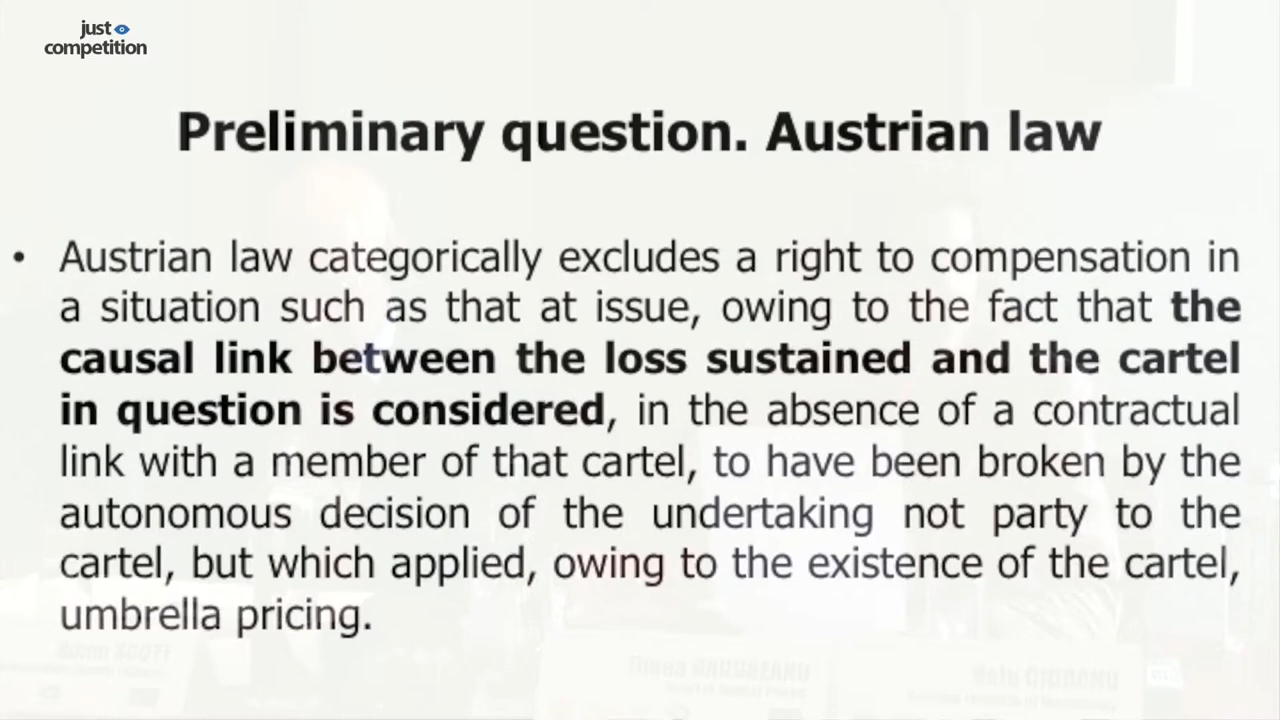 just
competition
Preliminary question. Austrian law
• Austrian law categorically excludes a right to compensation in
a situation such as that at issue, owing to the fact that the
causal link between the loss sustained and the cartel
in question is considered, in the absence of a contractual
link with a member of that cartel, to have been broken by the
autonomous decision of the undertaking not party to the
cartel, but which applied, owing to the existence of the cartel,
umbrella pricing.